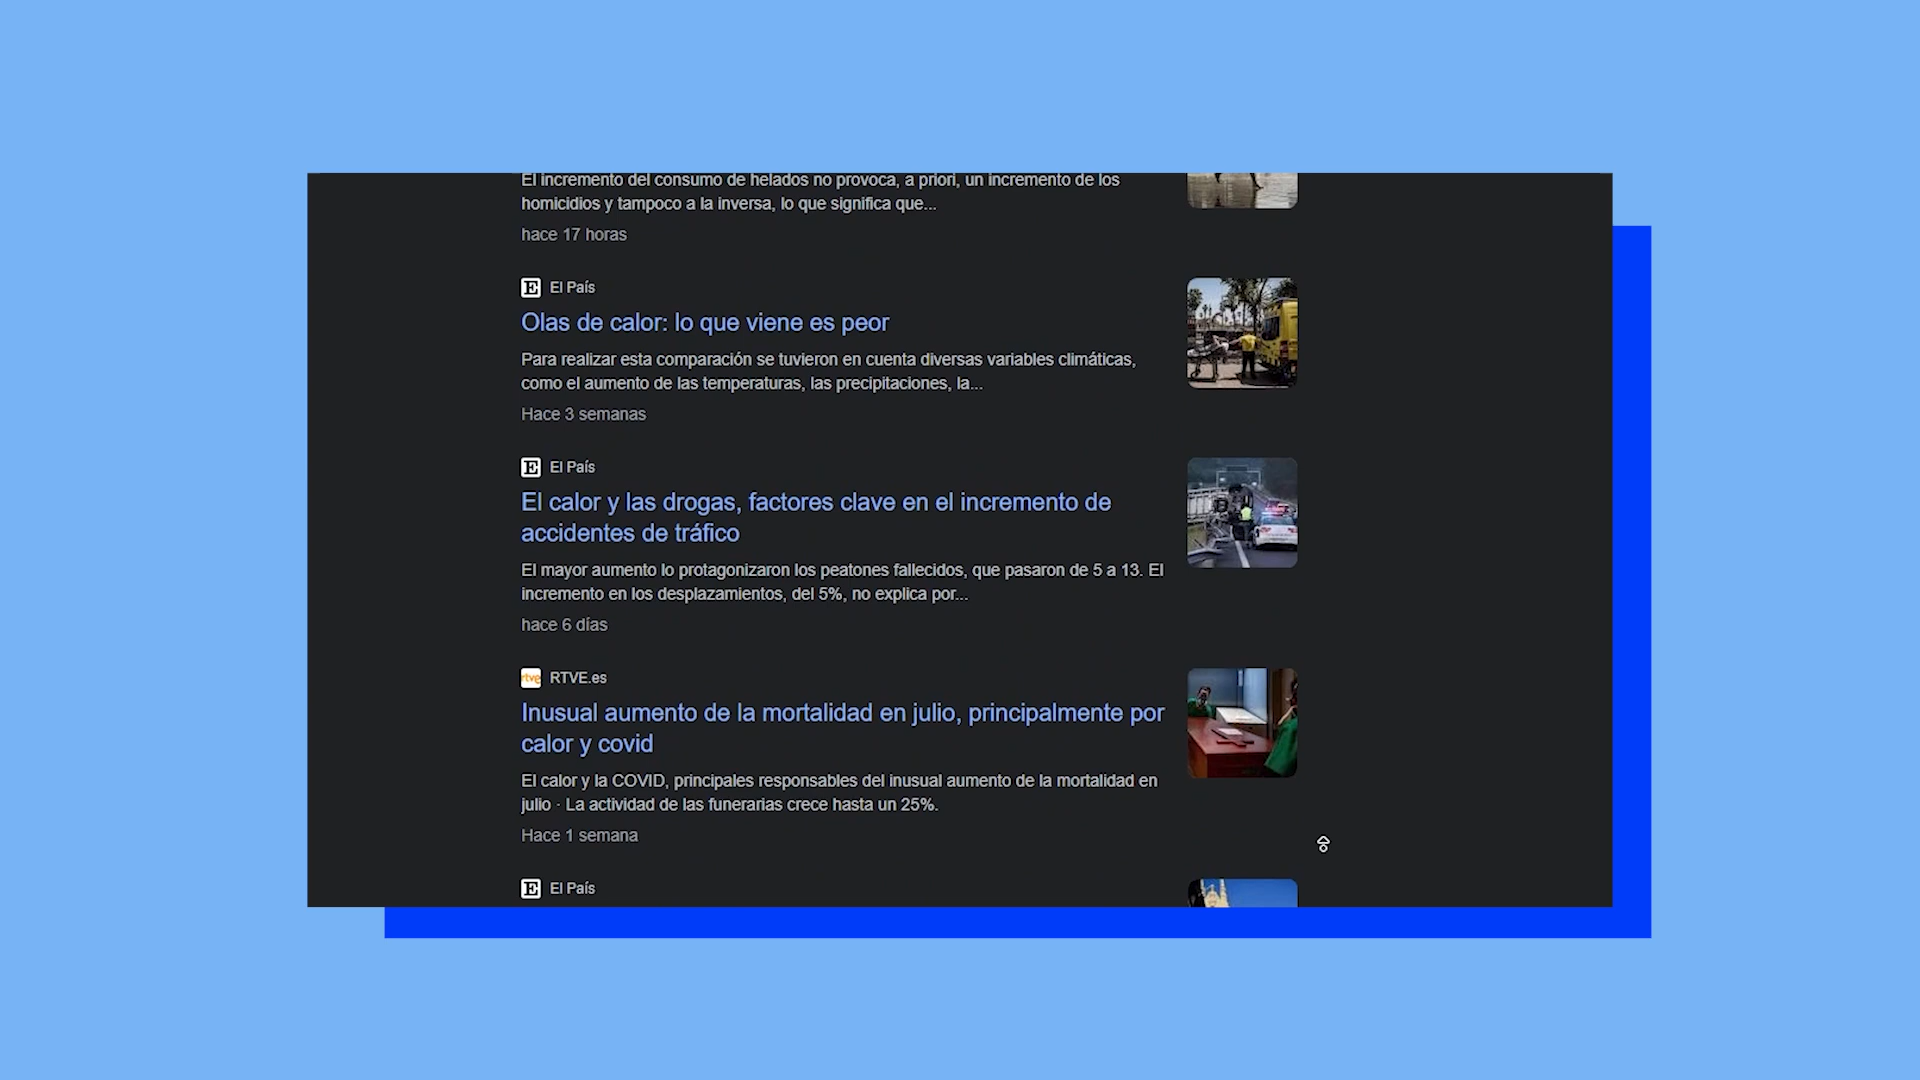 El incremento del consumo de helados no provoca, a priori, un incremento de los
homicidios y tampoco a la inversa, lo que significa que...
hace 17 horas
E El País
Olas de calor: lo que viene es peor
Para realizar esta comparación se tuvieron en cuenta diversas variables climáticas,
como el aumento de las temperaturas, las precipitaciones, la...
Hace 3 semanas
E El País
El calor y las drogas, factores clave en el incremento de
accidentes de tráfico
El mayor aumento lo protagonizaron los peatones fallecidos, que pasaron de 5 a 13. El
incremento en los desplazamientos, del 5%, no explica por...
hace 6 días
rtve RTVE.es
Inusual aumento de la mortalidad en julio, principalmente por
calor y covid
El calor y la COVID, principales responsables del inusual aumento de la mortalidad en
julio · La actividad de las funerarias crece hasta un 25%.
Hace 1 semana
E El País